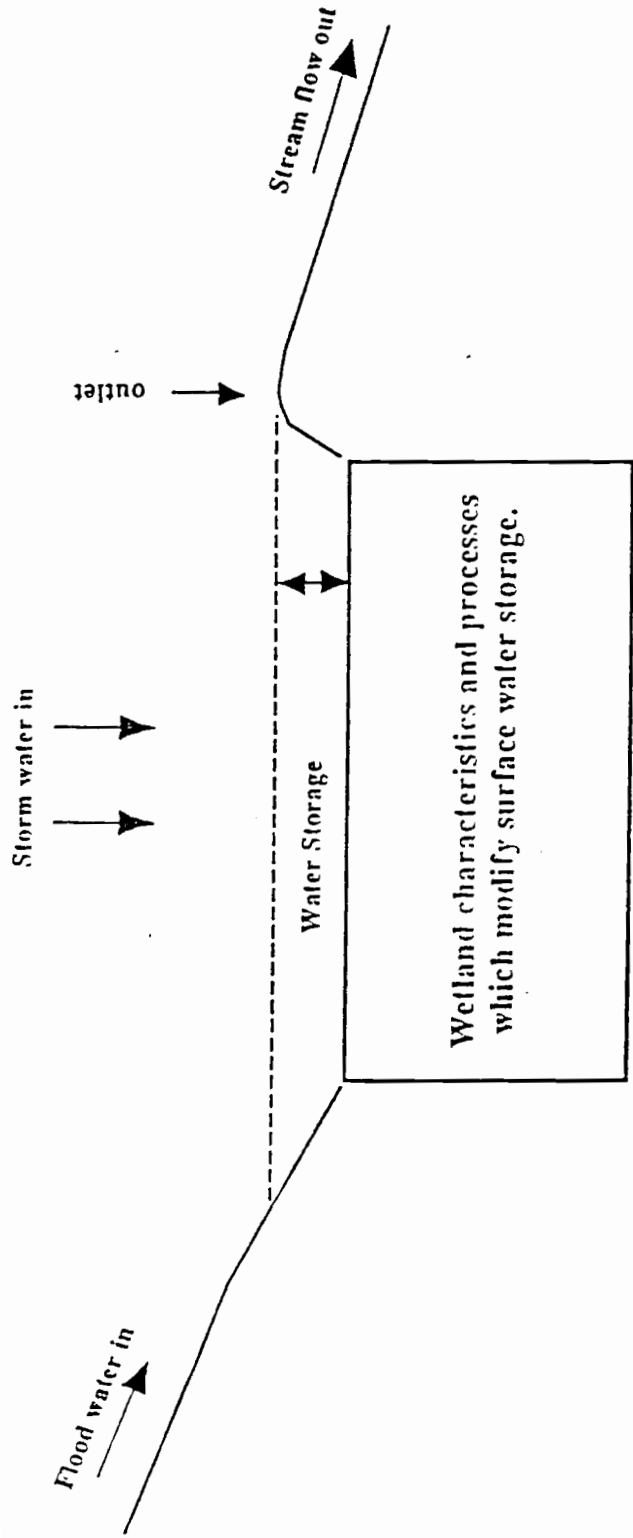 Flood water in
Storm water in
outlet
Stream flow out
Water Storage
Wetland characteristics and processes
which modify surface water storage.